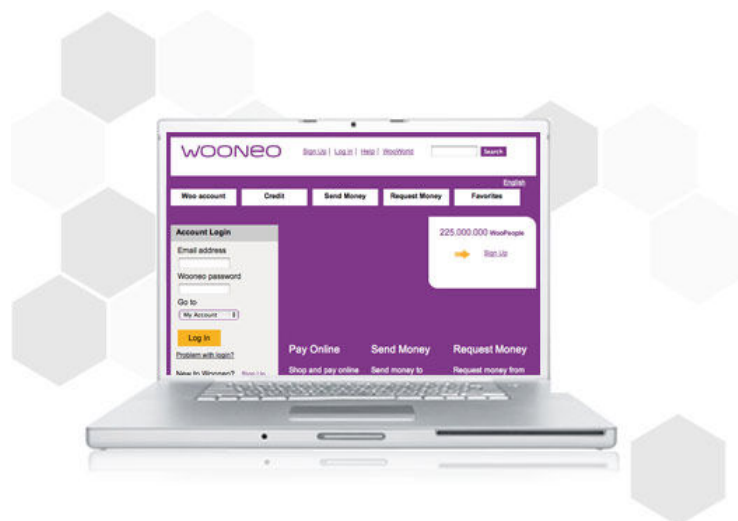 WOONEO
Sign Up | Log In | Help | WooWorld
Search
English
Woo account
Credit
Send Money
Request Money
Favorites
Account Login
Email address
Wooneo password
Go to
My Account
Log In
Problem with login?
New to Wooneo? Sign Up
225.000.000 WooPeople
Sign Up
Pay Online
Shop and pay online
Send Money
Send money to
Request Money
Request money from